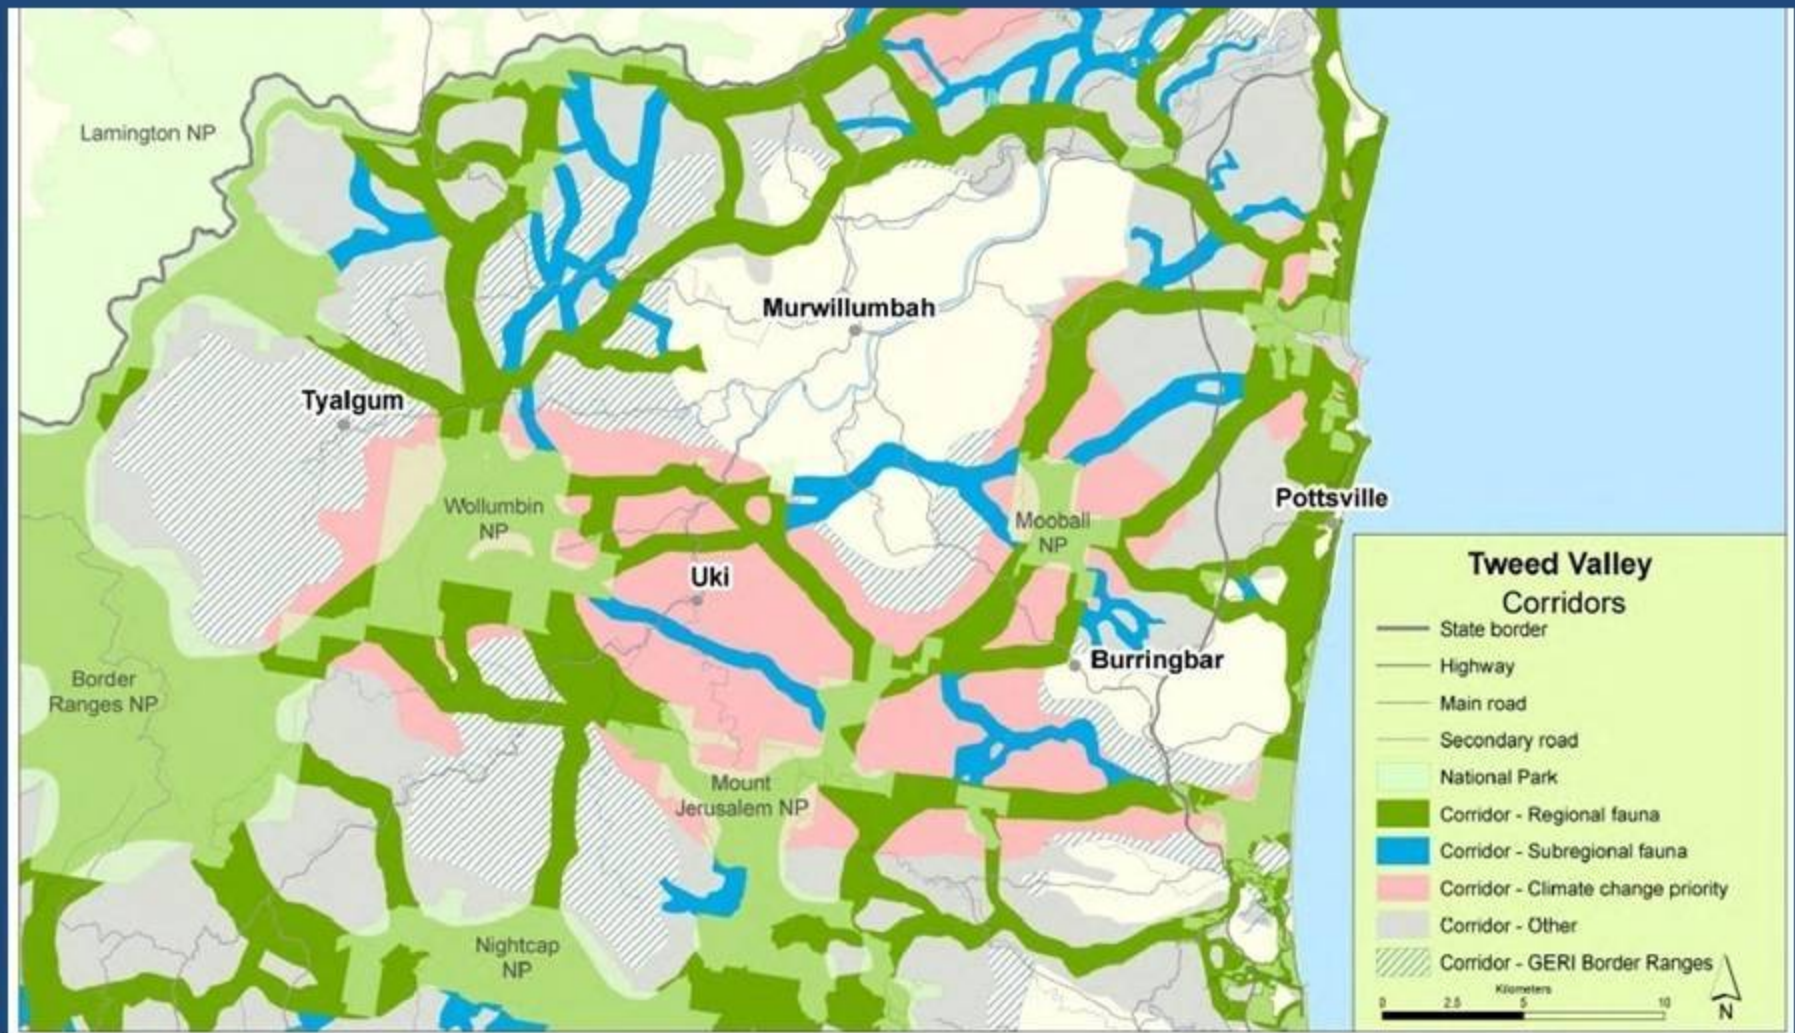 Lamington NP
Murwillumbah
Tyalgum
Wollumbin
NP
Pottsville
Mooball
NP
Uki
Burringbar
Border
Ranges NP
Mount
Jerusalem NP
Nightcap
NP
Tweed Valley
Corridors
State border
Highway
Main road
Secondary road
National Park
Corridor - Regional fauna
Corridor - Subregional fauna
Corridor - Climate change priority
Corridor - Other
Corridor - GERI Border Ranges
Kilometers
0 2.5 5 10
N